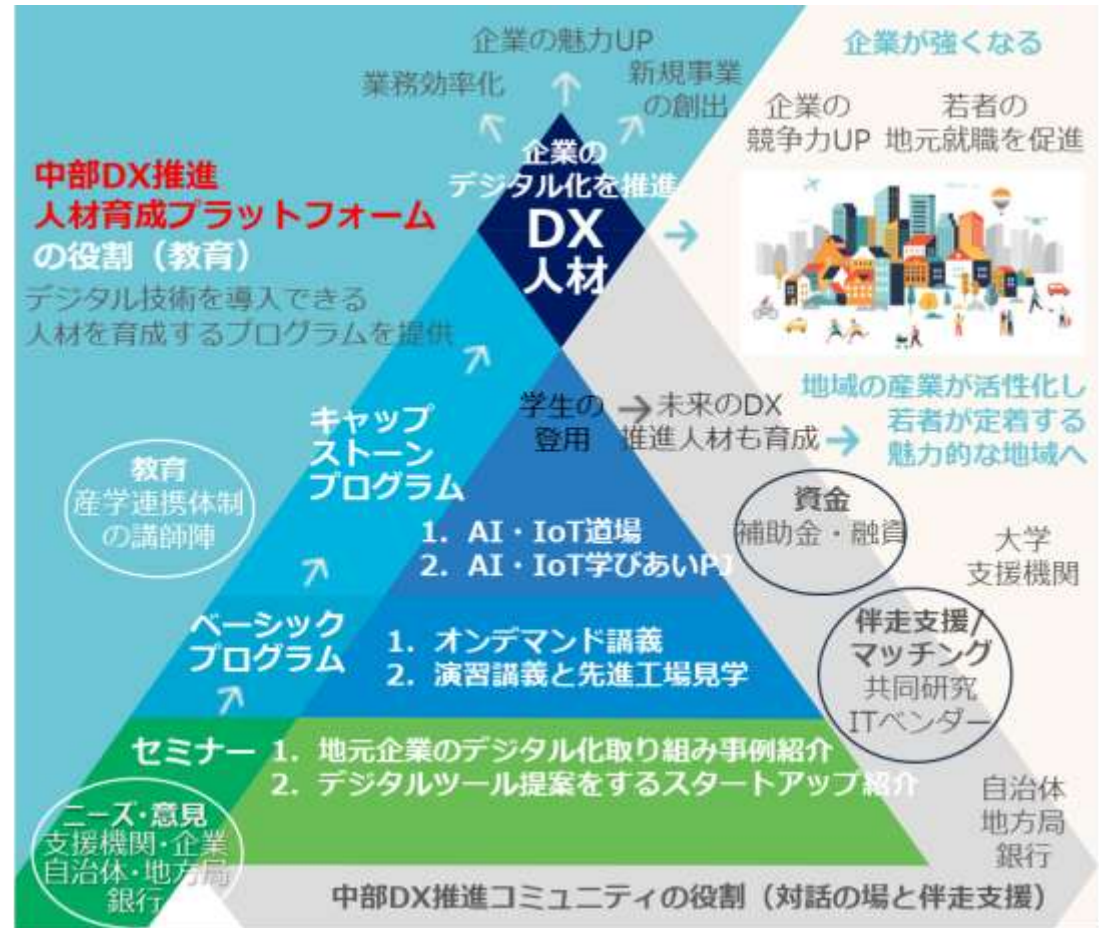 企業の魅力UP
業務効率化
新規事業
の創出
企業が強くなる
企業の
競争力UP
若者の
地元就職を促進
中部DX推進
人材育成プラットフォーム
の役割（教育）
デジタル技術を導入できる
人材を育成するプログラムを提供
企業の
デジタル化を推進
DX
人材
地域の産業が活性化し
若者が定着する
魅力的な地域へ
学生の
登用
→未来のDX
推進人材も育成
キャップ
ストーン
プログラム
教育
産学連携体制
の講師陣
1. AI・IoT道場
2. AI・IoT学びあいPJ
資金
補助金・融資
大学
支援機関
ベーシック
プログラム
1. オンデマンド講義
2. 演習講義と先進工場見学
伴走支援/
マッチング
共同研究
ITベンダー
セミナー
1. 地元企業のデジタル化取り組み事例紹介
2. デジタルツール提案をするスタートアップ紹介
ニーズ・意見
支援機関・企業
自治体・地方局
銀行
自治体
地方局
銀行
中部DX推進コミュニティの役割（対話の場と伴走支援）